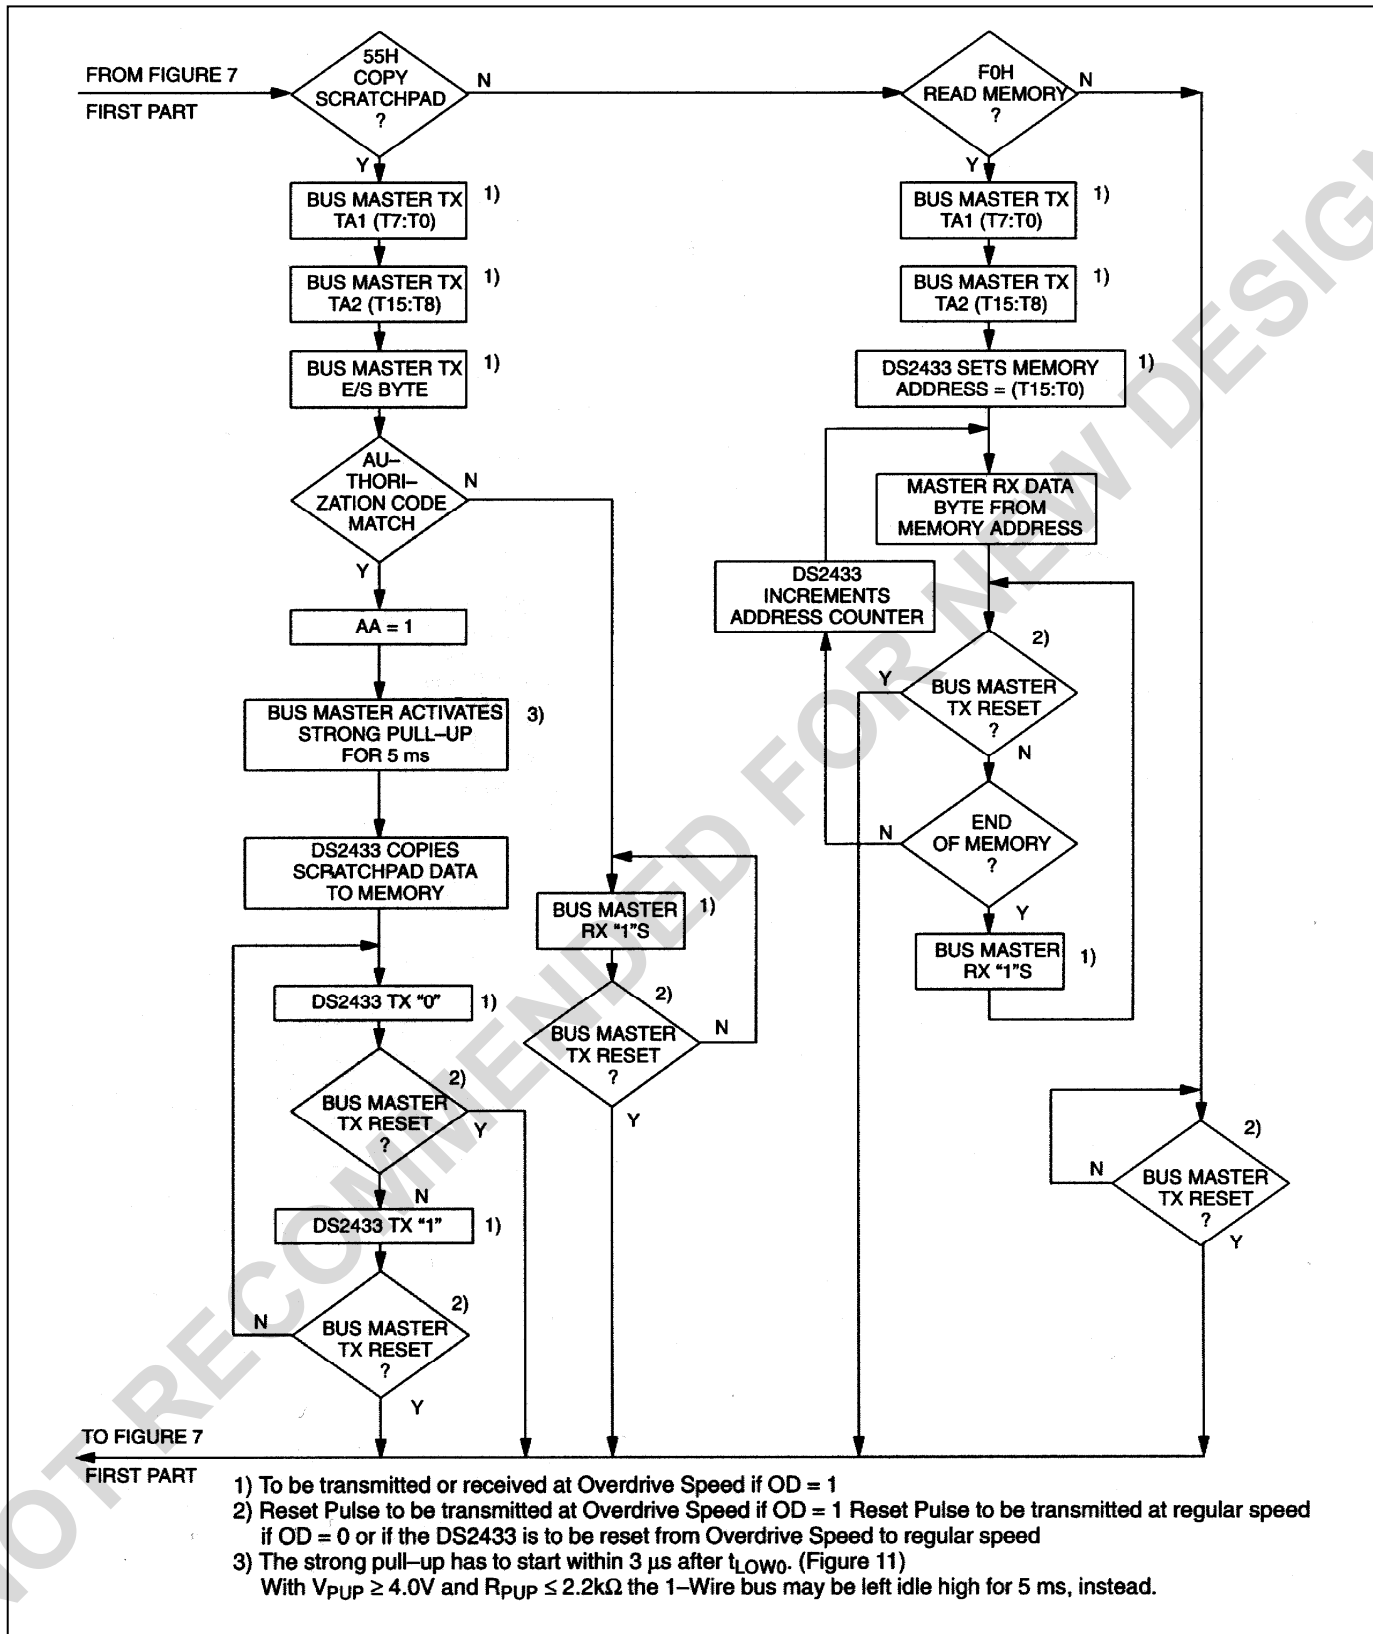 FROM FIGURE 7
FIRST PART
55H
COPY
SCRATCHPAD
?
N
Y
BUS MASTER TX
TA1 (T7:T0)
1)
BUS MASTER TX
TA2 (T15:T8)
1)
BUS MASTER TX
E/S BYTE
1)
AU–
THORI–
ZATION CODE
MATCH
N
Y
AA = 1
BUS MASTER ACTIVATES
STRONG PULL–UP
FOR 5 ms
3)
DS2433 COPIES
SCRATCHPAD DATA
TO MEMORY
DS2433 TX “0”
1)
BUS MASTER
TX RESET
?
2)
Y
N
DS2433 TX “1”
1)
BUS MASTER
TX RESET
?
2)
N
Y
BUS MASTER
RX “1”S
1)
BUS MASTER
TX RESET
?
2)
N
Y
F0H
READ MEMORY
?
N
Y
BUS MASTER TX
TA1 (T7:T0)
1)
BUS MASTER TX
TA2 (T15:T8)
1)
DS2433 SETS MEMORY
ADDRESS = (T15:T0)
1)
MASTER RX DATA
BYTE FROM
MEMORY ADDRESS
DS2433
INCREMENTS
ADDRESS COUNTER
BUS MASTER
TX RESET
?
2)
Y
N
END
OF MEMORY
?
N
Y
BUS MASTER
RX “1”S
1)
BUS MASTER
TX RESET
?
2)
N
Y
TO FIGURE 7
FIRST PART
1) To be transmitted or received at Overdrive Speed if OD = 1
2) Reset Pulse to be transmitted at Overdrive Speed if OD = 1 Reset Pulse to be transmitted at regular speed
if OD = 0 or if the DS2433 is to be reset from Overdrive Speed to regular speed
3) The strong pull–up has to start within 3 µs after tLOW0. (Figure 11)
With VPUP ≥ 4.0V and RPUP ≤ 2.2kΩ the 1–Wire bus may be left idle high for 5 ms, instead.
NOT RECOMMENDED FOR NEW DESIGN